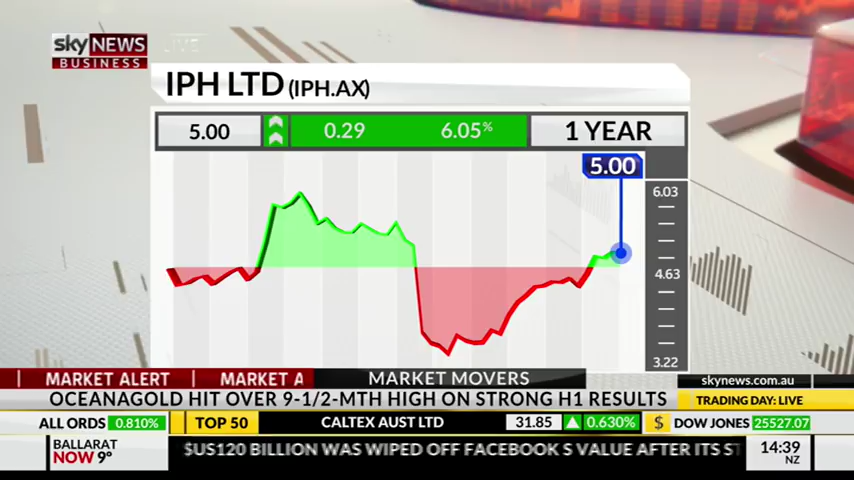 sky NEWS LIVE
BUSINESS
IPH LTD (IPH.AX)
5.00 0.29 6.05% 1 YEAR
5.00
6.03
4.63
3.22
MARKET ALERT MARKET A MARKET MOVERS skynews.com.au
OCEANAGOLD HIT OVER 9-1/2-MTH HIGH ON STRONG H1 RESULTS TRADING DAY: LIVE
ALL ORDS 0.810% TOP 50 CALTEX AUST LTD 31.85 0.630% $ DOW JONES 25527.07
BALLARAT
NOW 9° $US120 BILLION WAS WIPED OFF FACEBOOK S VALUE AFTER ITS ST 14:39
NZ